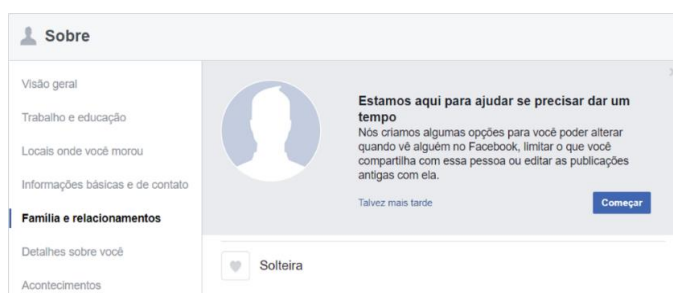 Sobre
Visão geral
Trabalho e educação
Locais onde você morou
Informações básicas e de contato
Família e relacionamentos
Detalhes sobre você
Acontecimentos
Estamos aqui para ajudar se precisar dar um
tempo
Nós criamos algumas opções para você poder alterar
quando vê alguém no Facebook, limitar o que você
compartilha com essa pessoa ou editar as publicações
antigas com ela.
Talvez mais tarde
Começar
Solteira